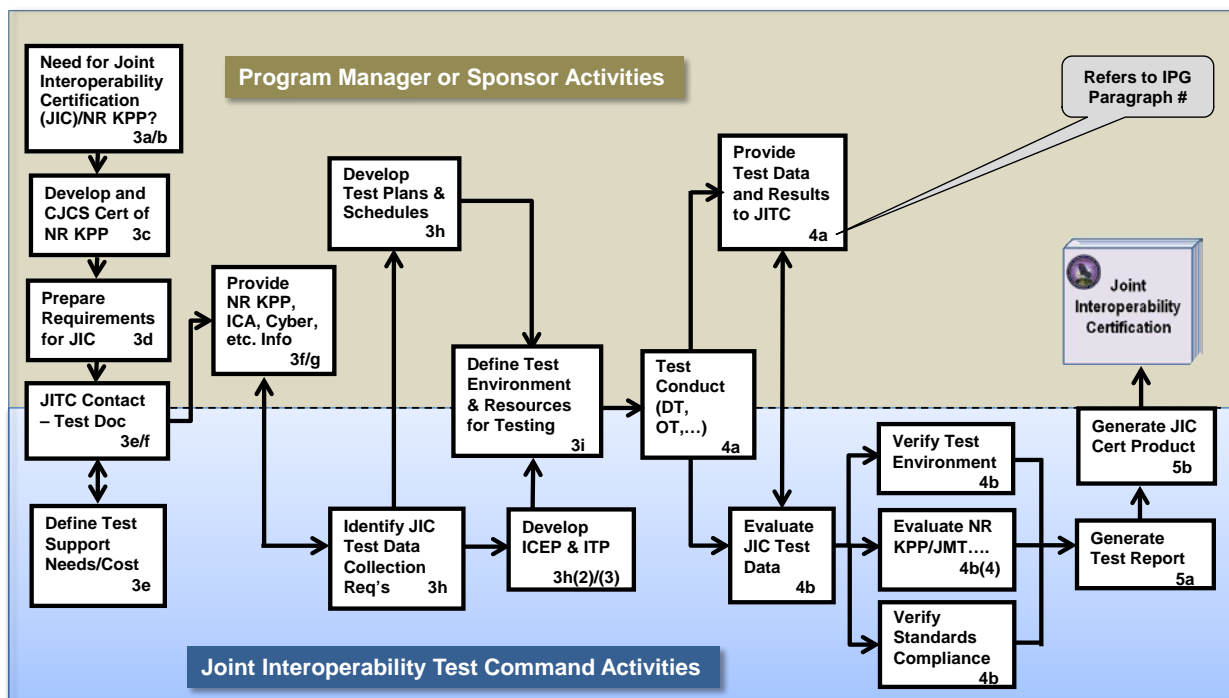 Need for Joint
Interoperability
Certification
(JIC)/NR KPP?
3a/b
Program Manager or Sponsor Activities
Refers to IPG
Paragraph #
Develop and
CJCS Cert of
NR KPP
3c
Prepare
Requirements
for JIC
3d
JITC Contact
– Test Doc
3e/f
Define Test
Support
Needs/Cost
3e
Provide
NR KPP,
ICA, Cyber,
etc. Info
3f/g
Develop
Test Plans &
Schedules
3h
Identify JIC
Test Data
Collection
Req's
3h
Develop
ICEP & ITP
3h(2)/(3)
Define Test
Environment
& Resources
for Testing
3i
Test
Conduct
(DT,
OT,…)
4a
Provide
Test Data
and Results
to JITC
4a
Evaluate
JIC Test
Data
4b
Verify Test
Environment
4b
Evaluate NR
KPP/JMT….
4b(4)
Verify
Standards
Compliance
4b
Generate
Test Report
5a
Generate JIC
Cert Product
5b
Joint
Interoperability
Certification
Joint Interoperability Test Command Activities